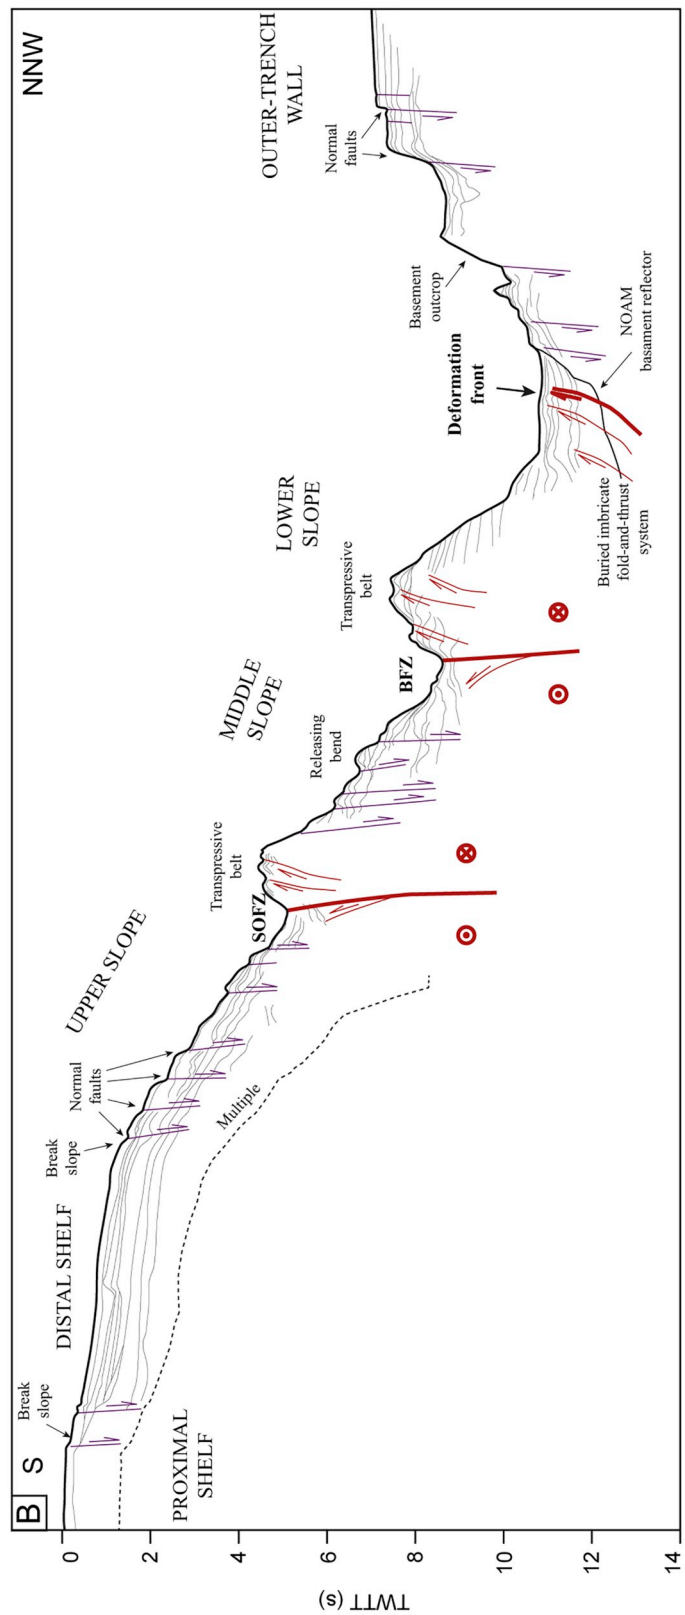 B
S
NNW
Break
slope
DISTAL SHELF
PROXIMAL
SHELF
Break
slope
Normal
faults
UPPER SLOPE
Multiple
SOFZ
Transpressive
belt
MIDDLE
SLOPE
Releasing
bend
BFZ
Transpressive
belt
LOWER
SLOPE
Deformation
front
Buried imbricate
fold-and-thrust
system
NOAM
basament reflector
Basement
outcrop
Normal
faults
OUTER-TRENCH
WALL
0
2
4
6
8
10
12
14
TWTT (s)